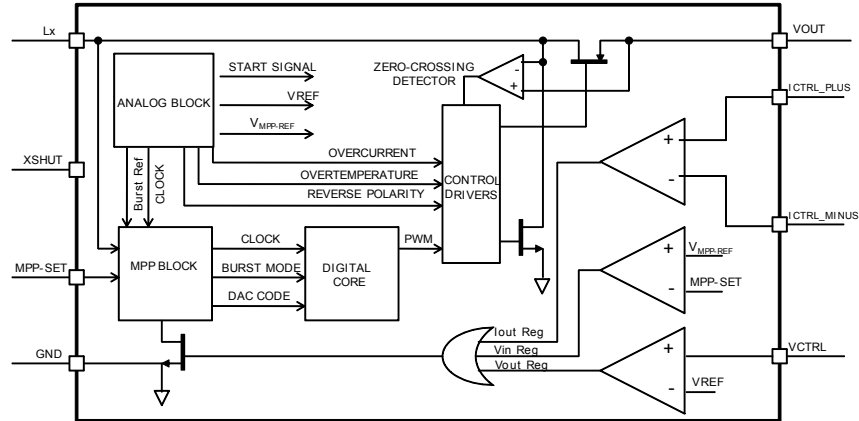 Lx
VOUT
START SIGNAL
ZERO-CROSSING
DETECTOR
-
+
ANALOG BLOCK
VREF
ICTRL_PLUS
VMPP-REF
+
OVERCURRENT
XSHUT
Burst Ref
CLOCK
OVERTEMPERATURE
CONTROL
DRIVERS
-
REVERSE POLARITY
ICTRL_MINUS
CLOCK
PWM
+
VMPP-REF
MPP-SET
MPP BLOCK
BURST MODE
DIGITAL
CORE
-
MPP-SET
DAC CODE
Iout Reg
GND
Vin Reg
+
VCTRL
Vout Reg
-
VREF